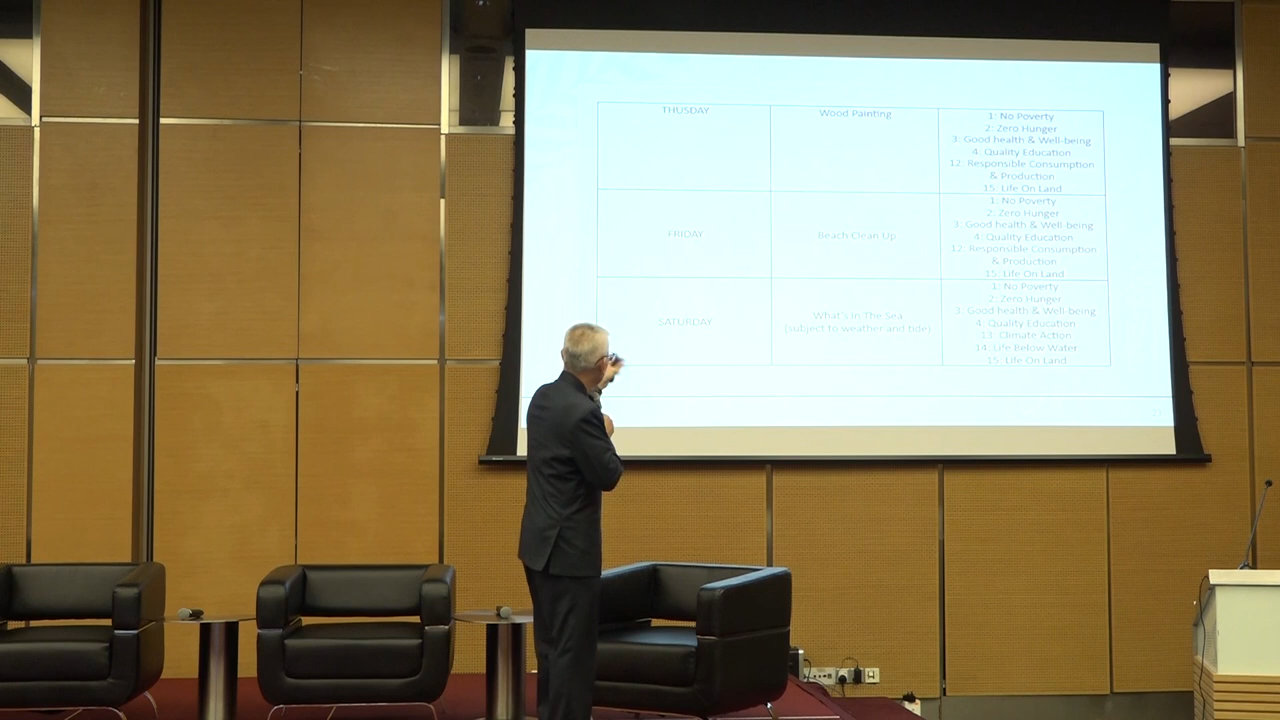 THUSDAY
Wood Painting
1: No Poverty
2: Zero Hunger
3: Good health & Well-being
4: Quality Education
12: Responsible Consumption
& Production
15: Life On Land
FRIDAY
Beach Clean Up
1: No Poverty
2: Zero Hunger
3: Good health & Well-being
4: Quality Education
12: Responsible Consumption
& Production
15: Life On Land
SATURDAY
What's In The Sea
(subject to weather and tide)
1: No Poverty
2: Zero Hunger
3: Good health & Well-being
4: Quality Education
13: Climate Action
14: Life Below Water
15: Life On Land